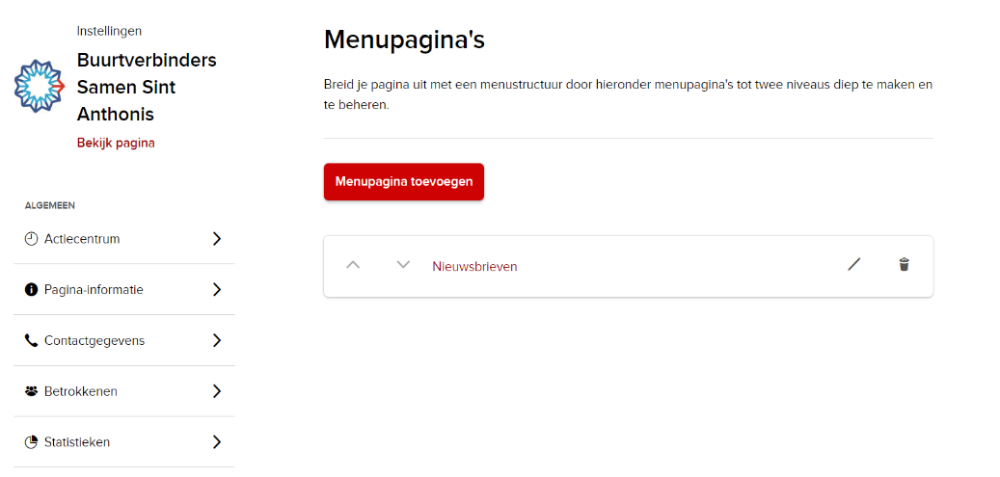 Instellingen
Buurtverbinders
Samen Sint
Anthonis
Bekijk pagina
ALGEMEEN
Actiecentrum
Pagina-informatie
Contactgegevens
Betrokkenen
Statistieken
Menupagina's
Breid je pagina uit met een menustructuur door hieronder menupagina's tot twee niveaus diep te maken en
te beheren.
Menupagina toevoegen
Nieuwsbrieven